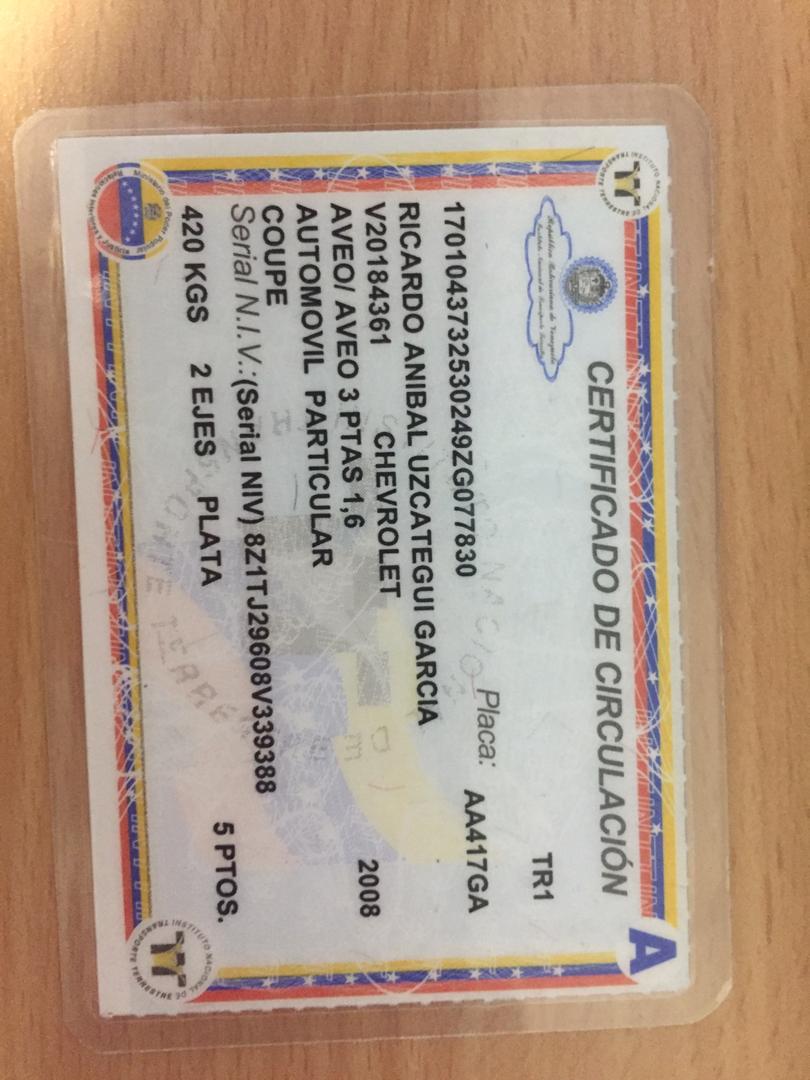 CERTIFICADO DE CIRCULACIÓN
A
República Bolivariana de Venezuela
Instituto Nacional de Transporte Terrestre
TR1
1701043732530249ZG077830 Placa: AA417GA
RICARDO ANIBAL UZCATEGUI GARCIA
V20184361 CHEVROLET 2008
AVEO/ AVEO 3 PTAS 1,6
AUTOMOVIL PARTICULAR
COUPE
Serial N.I.V.:(Serial NIV) 8Z1TJ29608V339388
420 KGS 2 EJES PLATA 5 PTOS.
INSTITUTO NACIONAL DE TRANSPORTE TERRESTRE